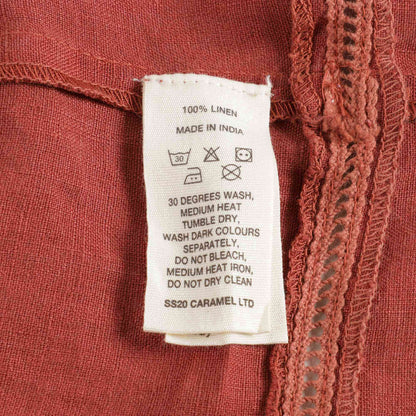 100% LINEN
MADE IN INDIA
30
30 DEGREES WASH,
MEDIUM HEAT
TUMBLE DRY,
WASH DARK COLOURS
SEPARATELY,
DO NOT BLEACH,
MEDIUM HEAT IRON,
DO NOT DRY CLEAN
SS20 CARAMEL LTD